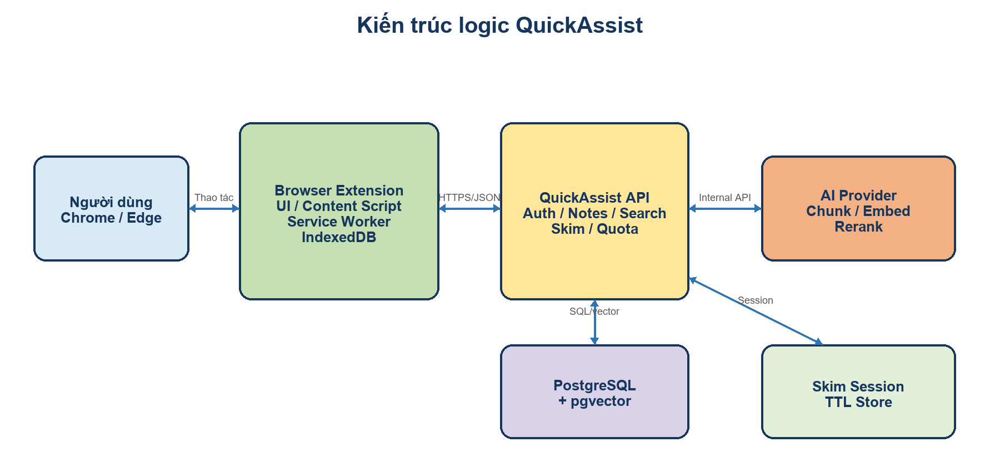 Kiến trúc logic QuickAssist
Người dùng
Chrome / Edge
Thao tác
Browser Extension
UI / Content Script
Service Worker
IndexedDB
HTTPS/JSON
QuickAssist API
Auth / Notes / Search
Skim / Quota
Internal API
AI Provider
Chunk / Embed
Rerank
SQL/vector
Session
PostgreSQL
+ pgvector
Skim Session
TTL Store